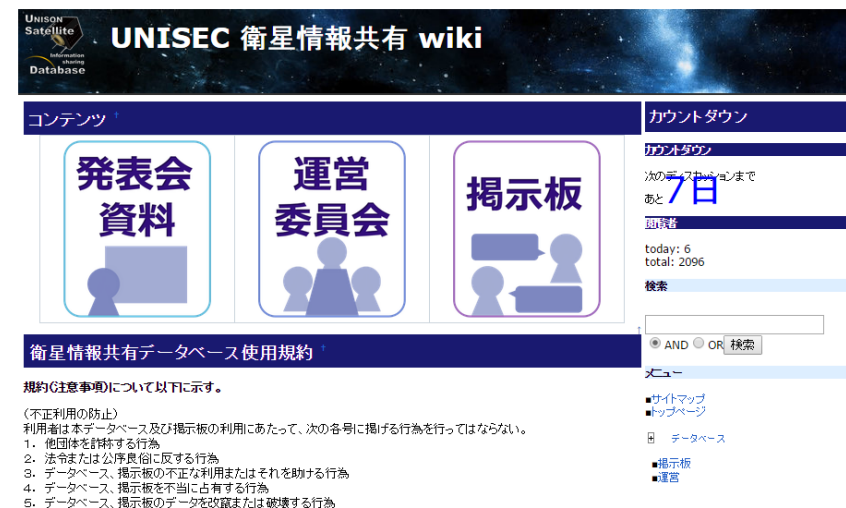 UNISON
Satellite
Information
sharing
Database
UNISEC 衛星情報共有 wiki
コンテンツ †
発表会
資料
運営
委員会
掲示板
↑
衛星情報共有データベース使用規約 †
規約(注意事項)について以下に示す。
(不正利用の防止)
利用者は本データベース及び掲示板の利用にあたって、次の各号に掲げる行為を行ってはならない。
1. 他団体を詐称する行為
2. 法令または公序良俗に反する行為
3. データベース、掲示板の不正な利用またはそれを助ける行為
4. データベース、掲示板を不当に占有する行為
5. データベース、掲示板のデータを改竄または破壊する行為
カウントダウン
カウントダウン
次のディスカッションまで
あと7日
閲覧者
today: 6
total: 2096
検索
AND OR 検索
メニュー
■サイトマップ
■トップページ
+ データベース
■掲示板
■運営